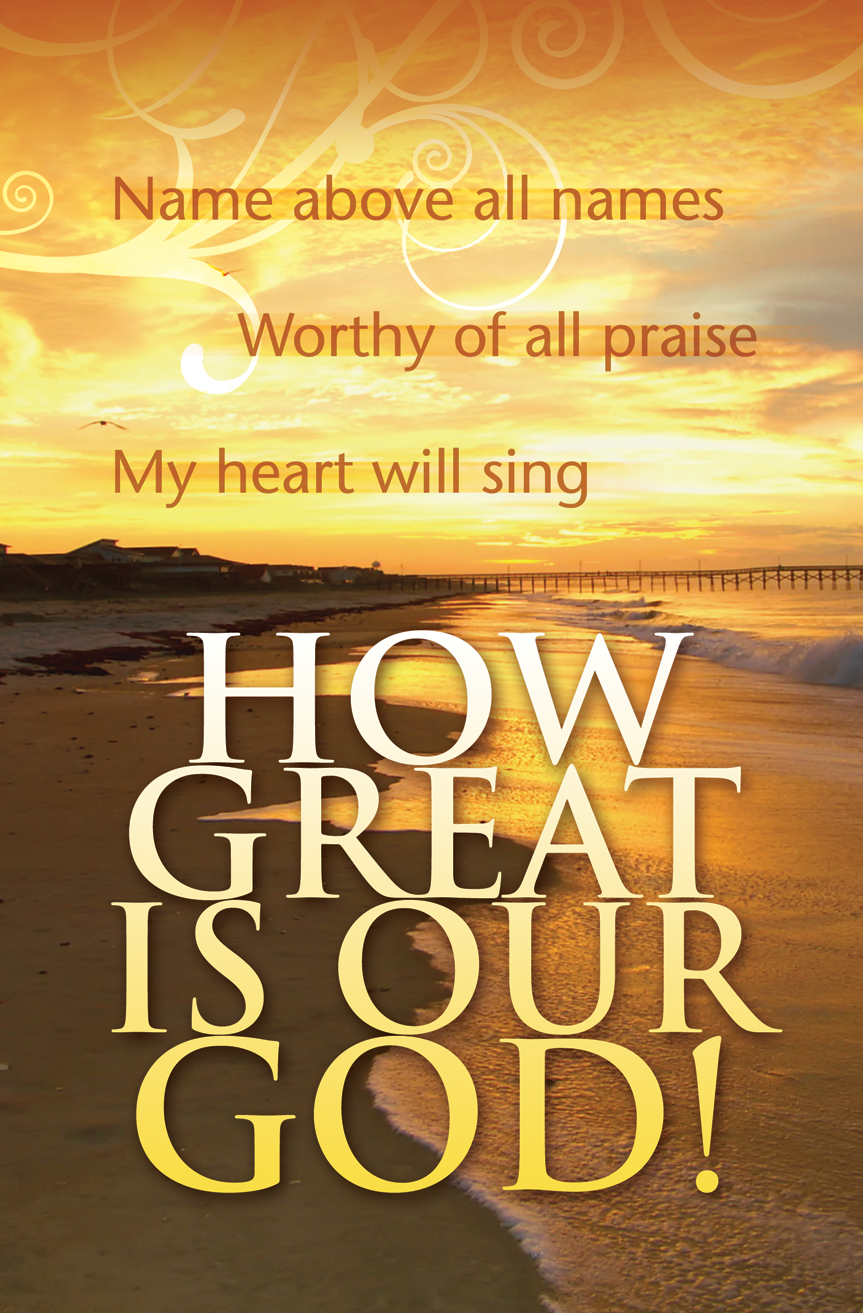 Name above all names
Worthy of all praise
My heart will sing
HOW
GREAT
IS OUR
GOD!